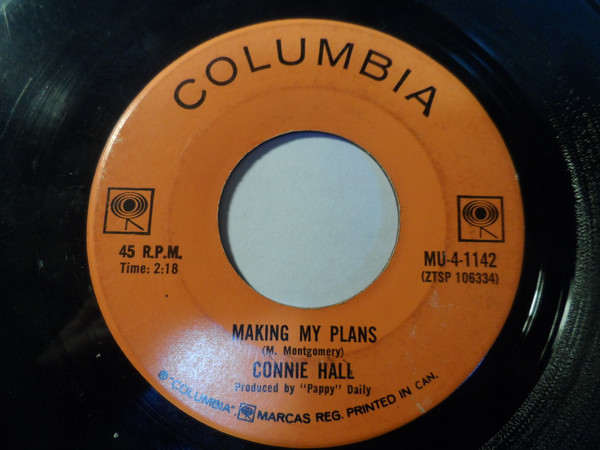 COLUMBIA
45 R.P.M.
Time: 2:18
MU-4-1142
(ZTSP 106334)
MAKING MY PLANS
(M. Montgomery)
CONNIE HALL
Produced by "Pappy" Daily
® "COLUMBIA", MARCAS REG. PRINTED IN CAN.